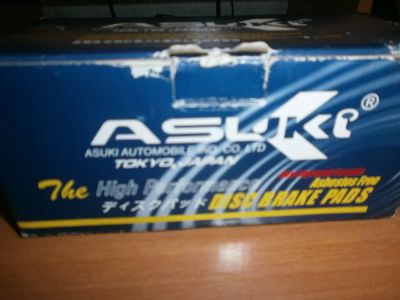 ASUKI ®
ASUKI AUTOMOBILE IND. CO. LTD
TOKYO, JAPAN
Asbestos Free
The High Performance
ディスクパッド DISC BRAKE PADS